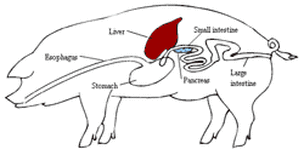 Liver
Small intestine
Esophagus
Stomach
Pancreas
Large
intestine